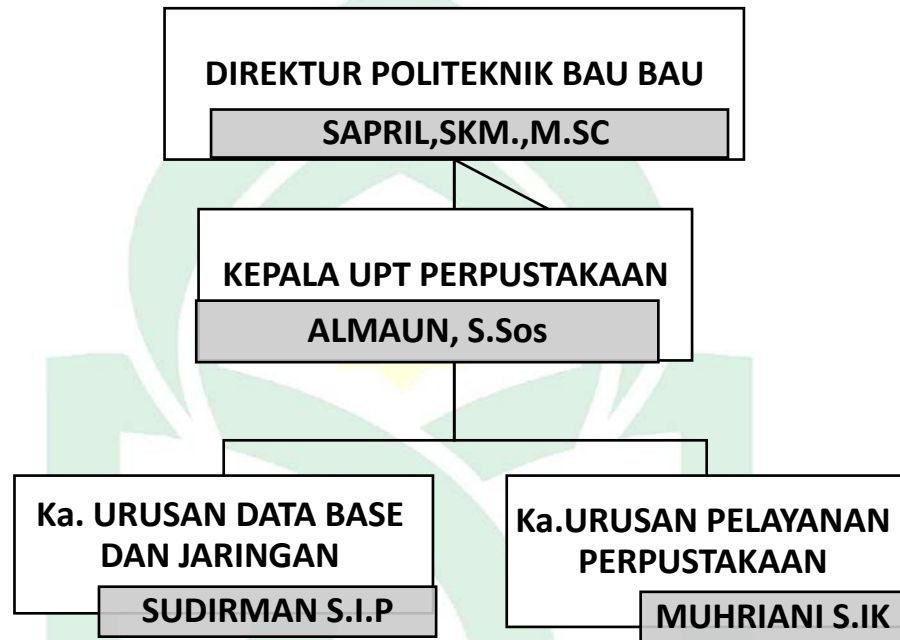 DIREKTUR POLITEKNIK BAU BAU
SAPRIL,SKM.,M.SC
KEPALA UPT PERPUSTAKAAN
ALMAUN, S.Sos
Ka. URUSAN DATA BASE
DAN JARINGAN
SUDIRMAN S.I.P
Ka.URUSAN PELAYANAN
PERPUSTAKAAN
MUHRIANI S.IK